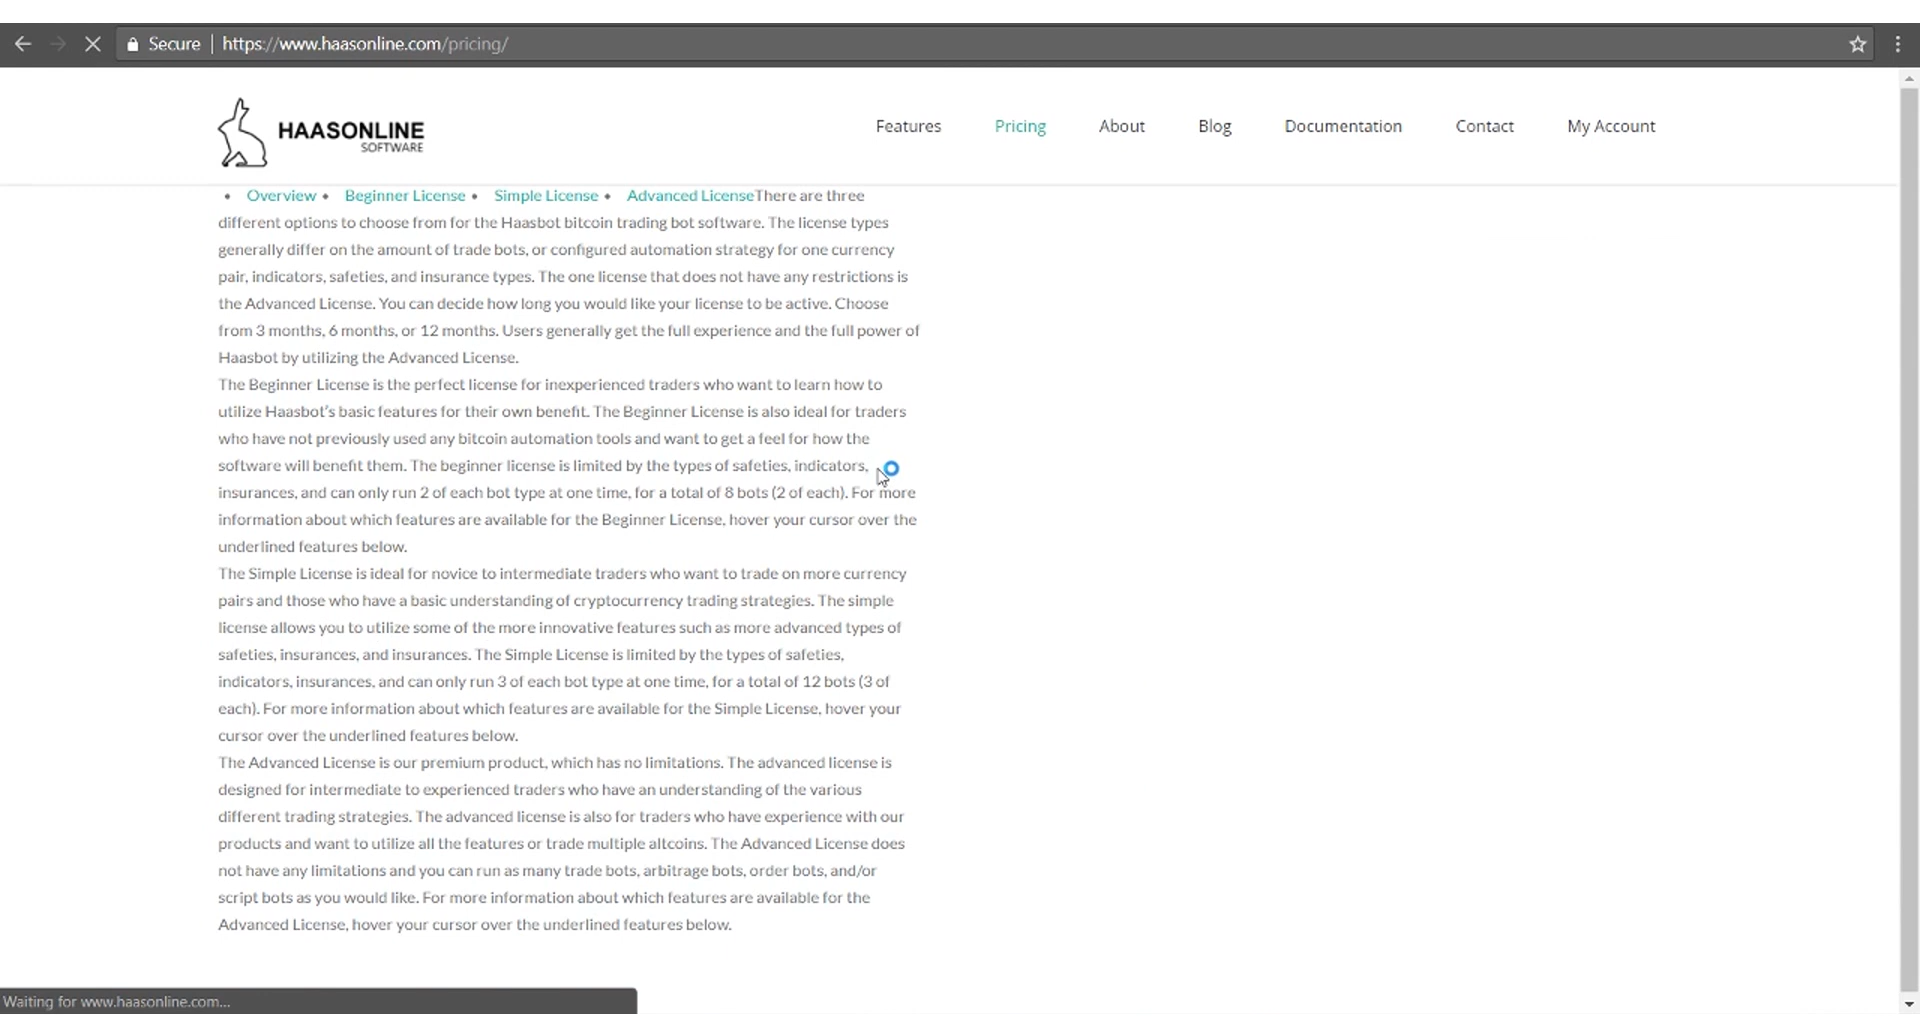 Secure | https://www.haasonline.com/pricing/
HAASONLINE
SOFTWARE
Features Pricing About Blog Documentation Contact My Account
• Overview • Beginner License • Simple License • Advanced LicenseThere are three
different options to choose from for the Haasbot bitcoin trading bot software. The license types
generally differ on the amount of trade bots, or configured automation strategy for one currency
pair, indicators, safeties, and insurance types. The one license that does not have any restrictions is
the Advanced License. You can decide how long you would like your license to be active. Choose
from 3 months, 6 months, or 12 months. Users generally get the full experience and the full power of
Haasbot by utilizing the Advanced License.
The Beginner License is the perfect license for inexperienced traders who want to learn how to
utilize Haasbot’s basic features for their own benefit. The Beginner License is also ideal for traders
who have not previously used any bitcoin automation tools and want to get a feel for how the
software will benefit them. The beginner license is limited by the types of safeties, indicators,
insurances, and can only run 2 of each bot type at one time, for a total of 8 bots (2 of each). For more
information about which features are available for the Beginner License, hover your cursor over the
underlined features below.
The Simple License is ideal for novice to intermediate traders who want to trade on more currency
pairs and those who have a basic understanding of cryptocurrency trading strategies. The simple
license allows you to utilize some of the more innovative features such as more advanced types of
safeties, insurances, and insurances. The Simple License is limited by the types of safeties,
indicators, insurances, and can only run 3 of each bot type at one time, for a total of 12 bots (3 of
each). For more information about which features are available for the Simple License, hover your
cursor over the underlined features below.
The Advanced License is our premium product, which has no limitations. The advanced license is
designed for intermediate to experienced traders who have an understanding of the various
different trading strategies. The advanced license is also for traders who have experience with our
products and want to utilize all the features or trade multiple altcoins. The Advanced License does
not have any limitations and you can run as many trade bots, arbitrage bots, order bots, and/or
script bots as you would like. For more information about which features are available for the
Advanced License, hover your cursor over the underlined features below.
Waiting for www.haasonline.com...